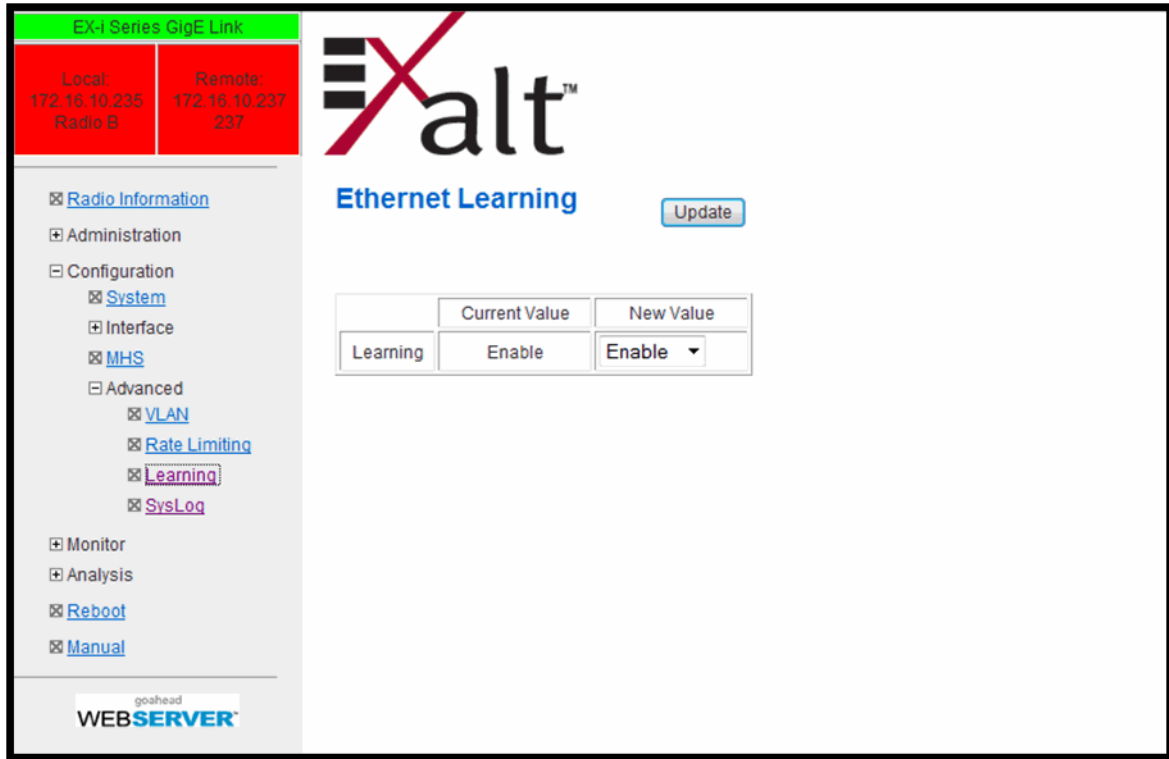 EX-i Series GigE Link
Local:
172.16.10.235
Radio B
Remote:
172.16.10.237
237
EXalt™
Radio Information
Administration
Configuration
System
Interface
MHS
Advanced
VLAN
Rate Limiting
Learning
SysLog
Monitor
Analysis
Reboot
Manual
goahead
WEBSERVER™
Ethernet Learning
Update
Current Value New Value
Learning Enable Enable